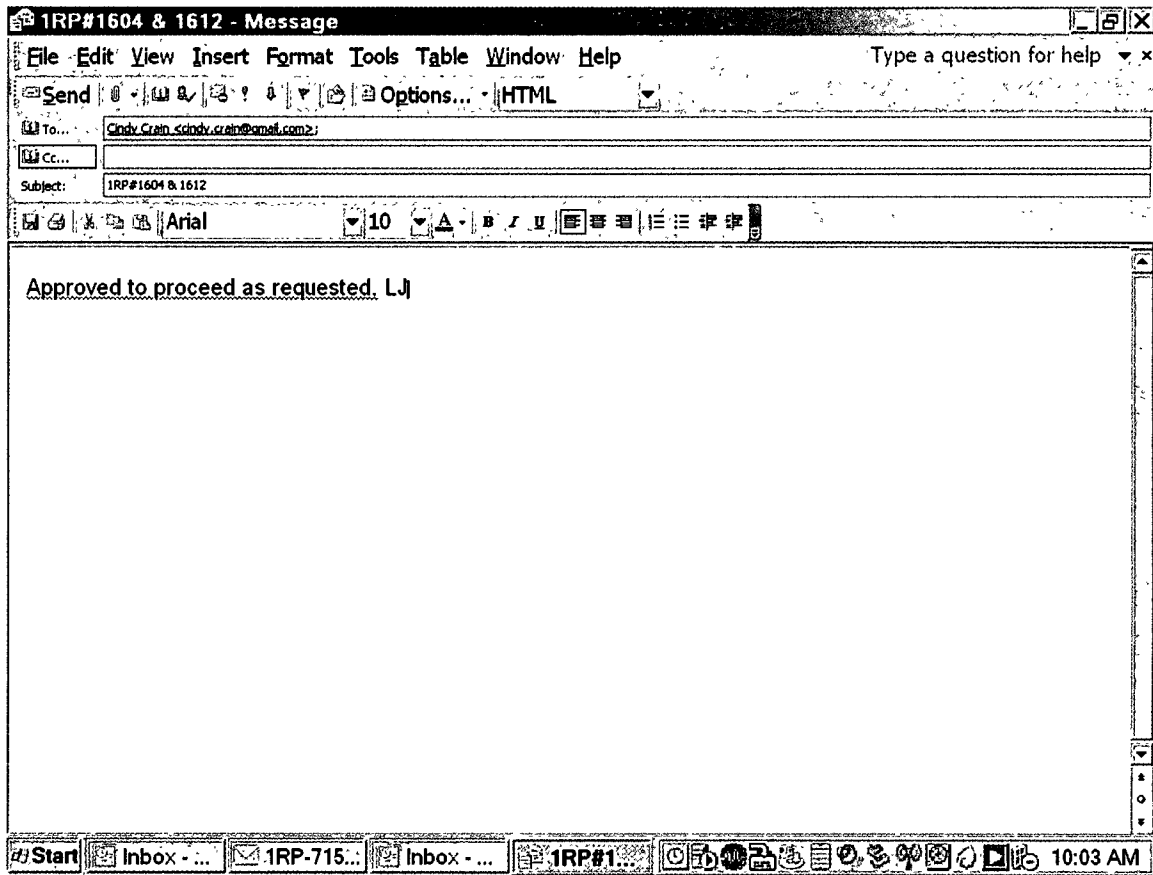 1RP#1604 & 1612 - Message
File Edit View Insert Format Tools Table Window Help Type a question for help
Send Options... HTML
To... Cindy Crain <cindy.crain@gmail.com>;
Cc...
Subject: 1RP#1604 & 1612
Arial 10 A B I U
Approved to proceed as requested. LJ
Start Inbox - ... 1RP-715... Inbox - ... 1RP#1... 10:03 AM